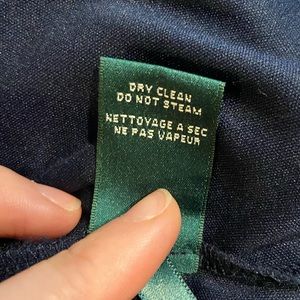 DRY CLEAN
DO NOT STEAM
NETTOYAGE A SEC
NE PAS VAPEUR